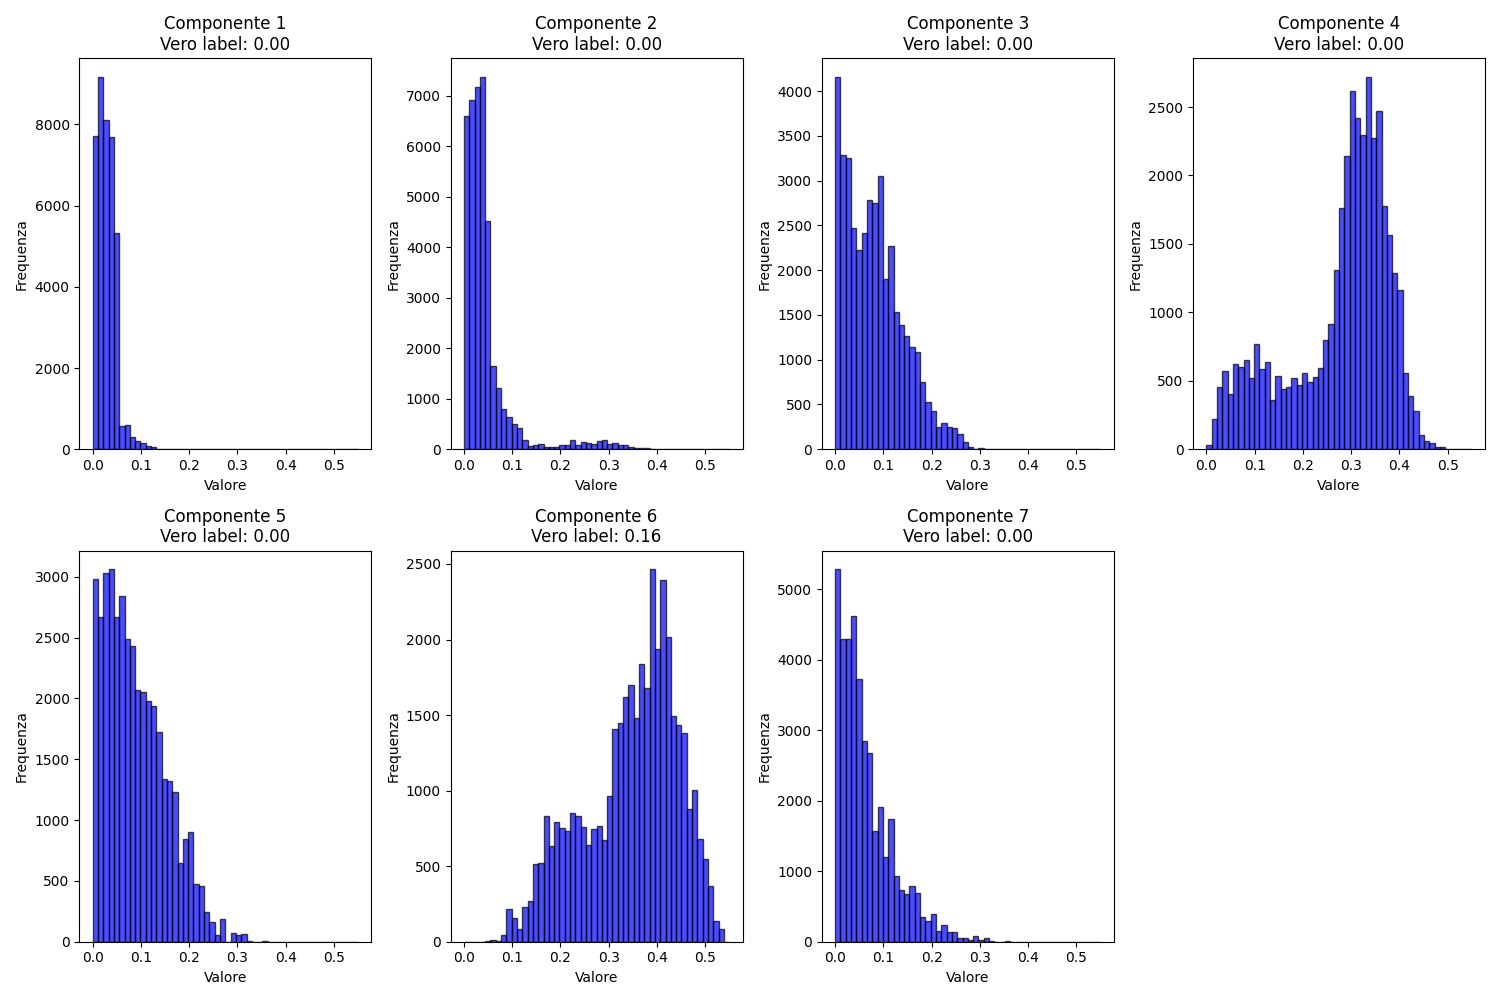 Componente 1
Vero label: 0.00
Frequenza
8000
6000
4000
2000
0
0.0 0.1 0.2 0.3 0.4 0.5
Valore
Componente 2
Vero label: 0.00
Frequenza
7000
6000
5000
4000
3000
2000
1000
0
0.0 0.1 0.2 0.3 0.4 0.5
Valore
Componente 3
Vero label: 0.00
Frequenza
4000
3500
3000
2500
2000
1500
1000
500
0
0.0 0.1 0.2 0.3 0.4 0.5
Valore
Componente 4
Vero label: 0.00
Frequenza
2500
2000
1500
1000
500
0
0.0 0.1 0.2 0.3 0.4 0.5
Valore
Componente 5
Vero label: 0.00
Frequenza
3000
2500
2000
1500
1000
500
0
0.0 0.1 0.2 0.3 0.4 0.5
Valore
Componente 6
Vero label: 0.16
Frequenza
2500
2000
1500
1000
500
0
0.0 0.1 0.2 0.3 0.4 0.5
Valore
Componente 7
Vero label: 0.00
Frequenza
5000
4000
3000
2000
1000
0
0.0 0.1 0.2 0.3 0.4 0.5
Valore